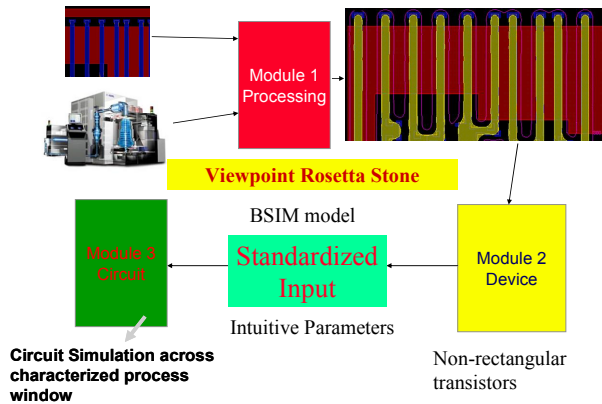 Module 1
Processing
Viewpoint Rosetta Stone
BSIM model
Module 3
Circuit
Standardized
Input
Module 2
Device
Intuitive Parameters
Circuit Simulation across
characterized process
window
Non-rectangular
transistors